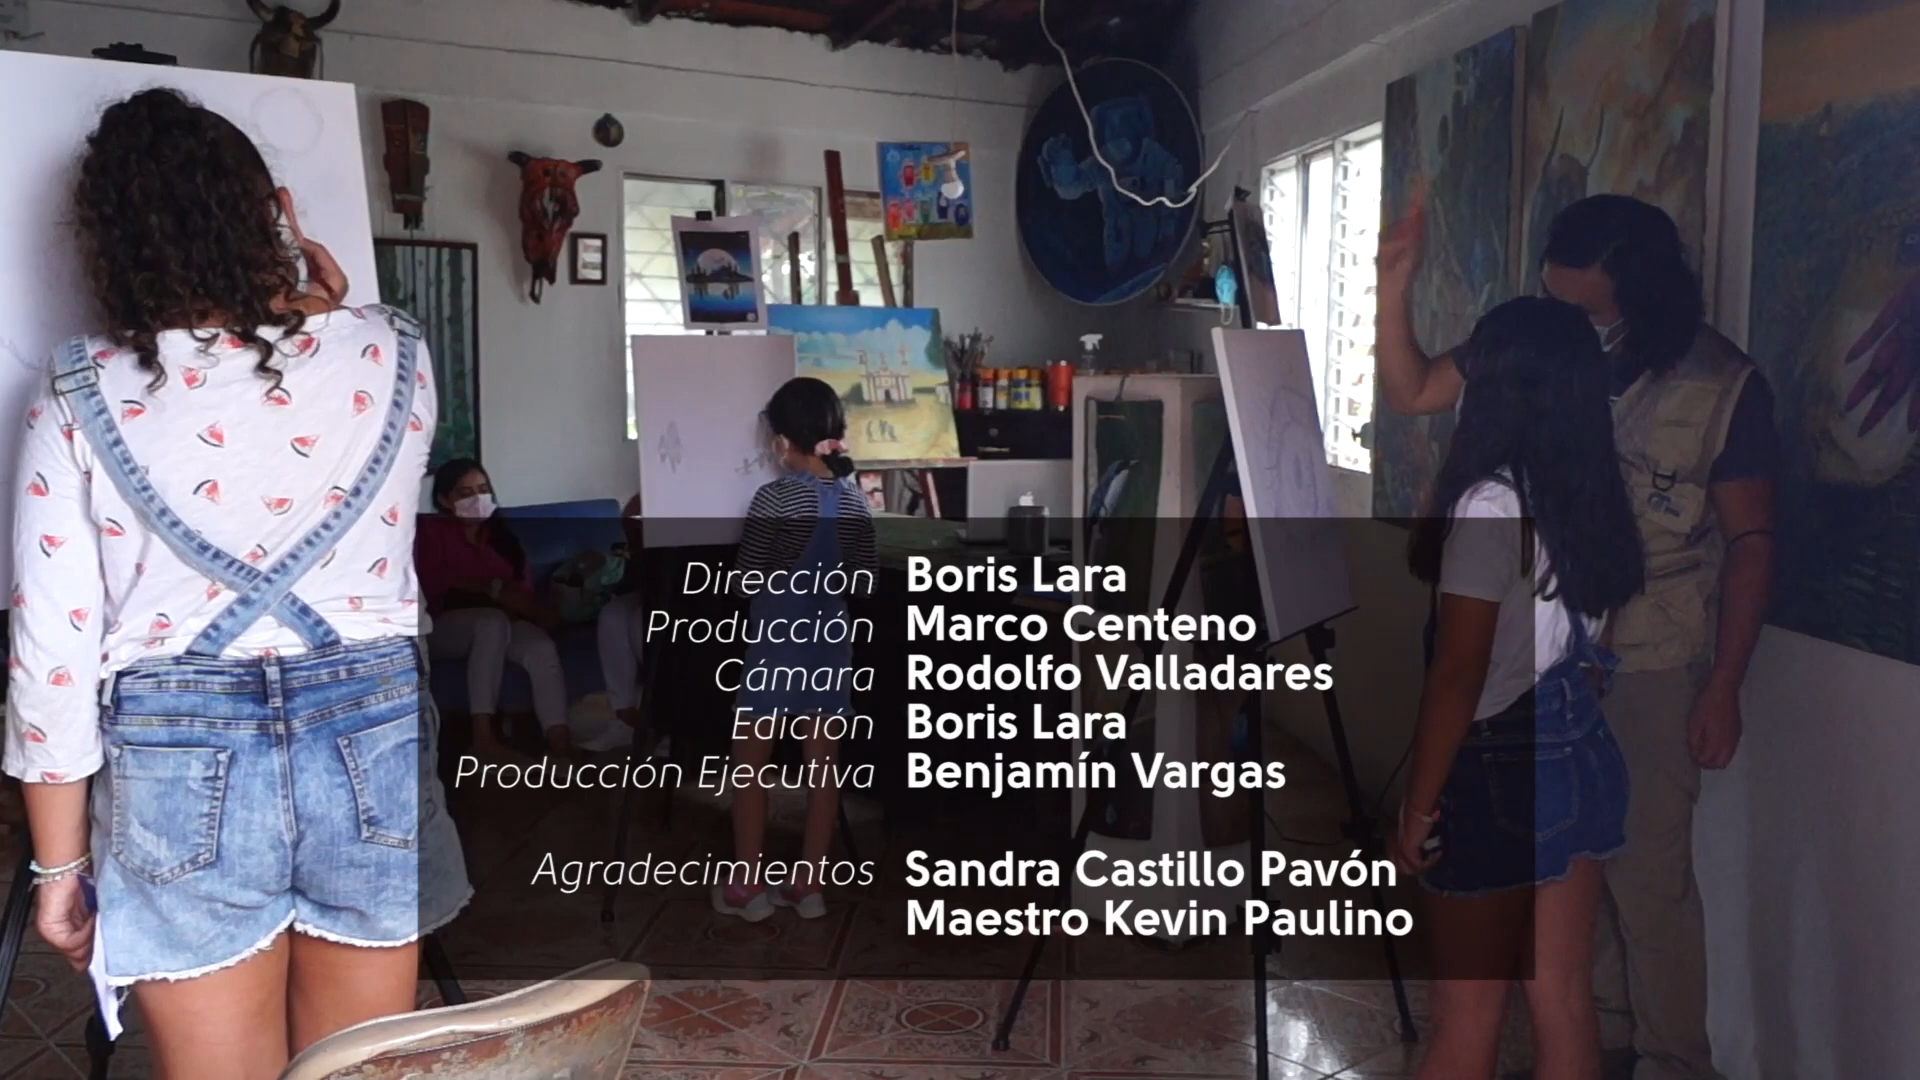 Dirección Boris Lara
Producción Marco Centeno
Cámara Rodolfo Valladares
Edición Boris Lara
Producción Ejecutiva Benjamín Vargas
Agradecimientos Sandra Castillo Pavón
Maestro Kevin Paulino